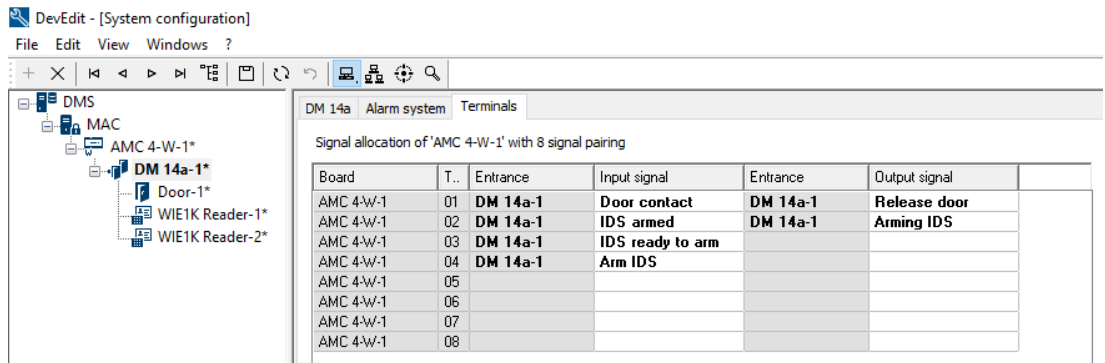 DevEdit - [System configuration]
File Edit View Windows ?
DMS
MAC
AMC 4-W-1*
DM 14a-1*
Door-1*
WIE1K Reader-1*
WIE1K Reader-2*
DM 14a Alarm system Terminals
Signal allocation of 'AMC 4-W-1' with 8 signal pairing
Board T.. Entrance Input signal Entrance Output signal
AMC 4-W-1 01 DM 14a-1 Door contact DM 14a-1 Release door
AMC 4-W-1 02 DM 14a-1 IDS armed DM 14a-1 Arming IDS
AMC 4-W-1 03 DM 14a-1 IDS ready to arm
AMC 4-W-1 04 DM 14a-1 Arm IDS
AMC 4-W-1 05
AMC 4-W-1 06
AMC 4-W-1 07
AMC 4-W-1 08